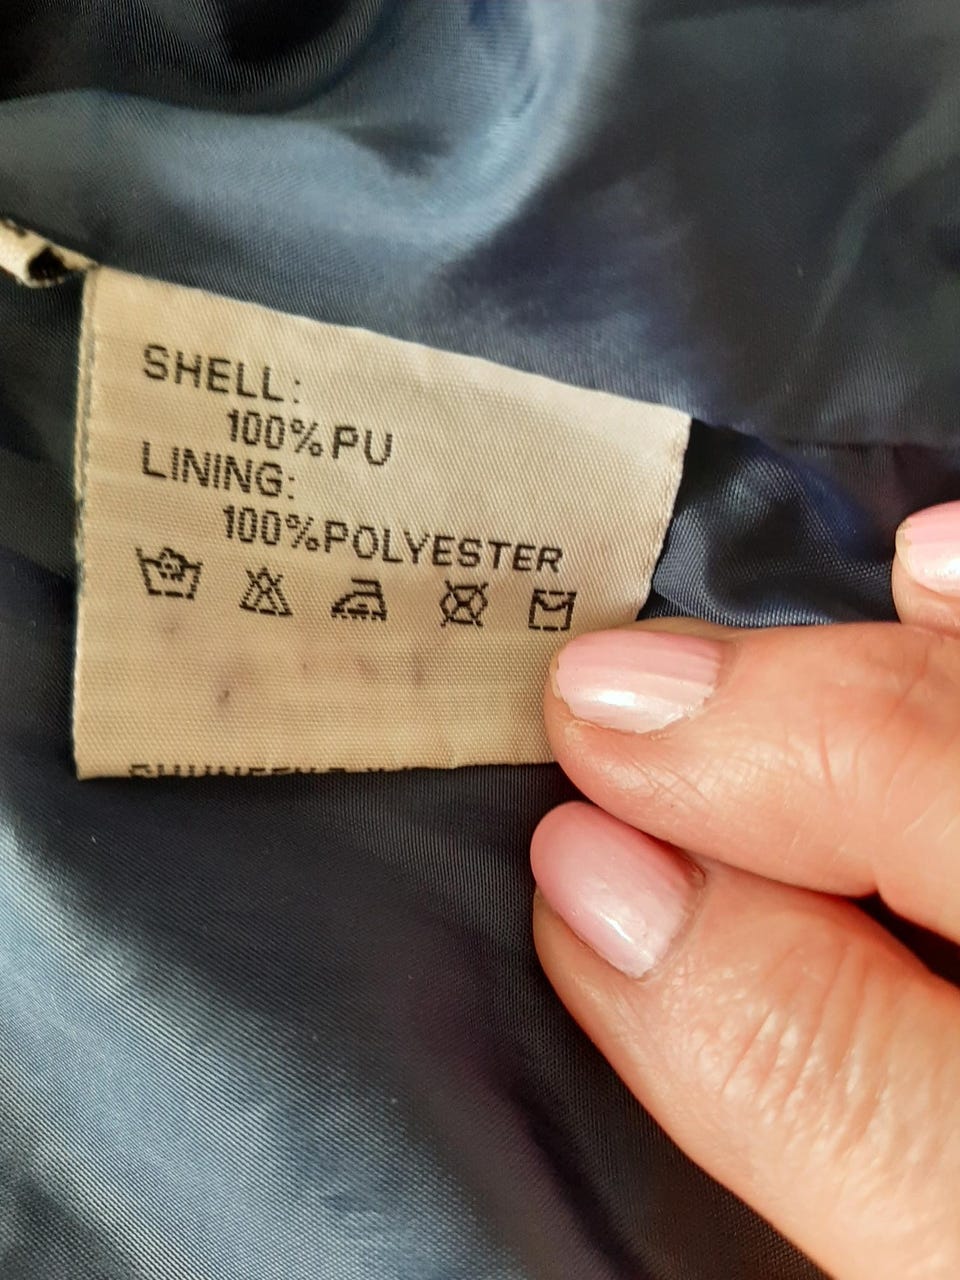 SHELL:
100% PU
LINING:
100%POLYESTER